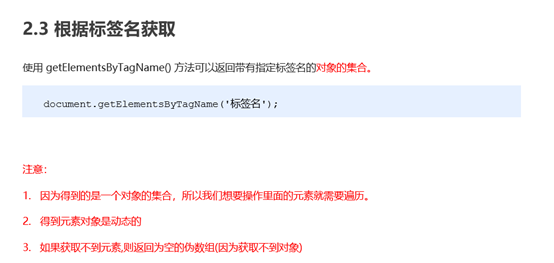 2.3 根据标签名获取
使用 getElementsByTagName() 方法可以返回带有指定标签名的对象的集合。
document.getElementsByTagName('标签名');
注意：
1. 因为得到的是一个对象的集合，所以我们想要操作里面的元素就需要遍历。
2. 得到元素对象是动态的
3. 如果获取不到元素,则返回为空的伪数组(因为获取不到对象)